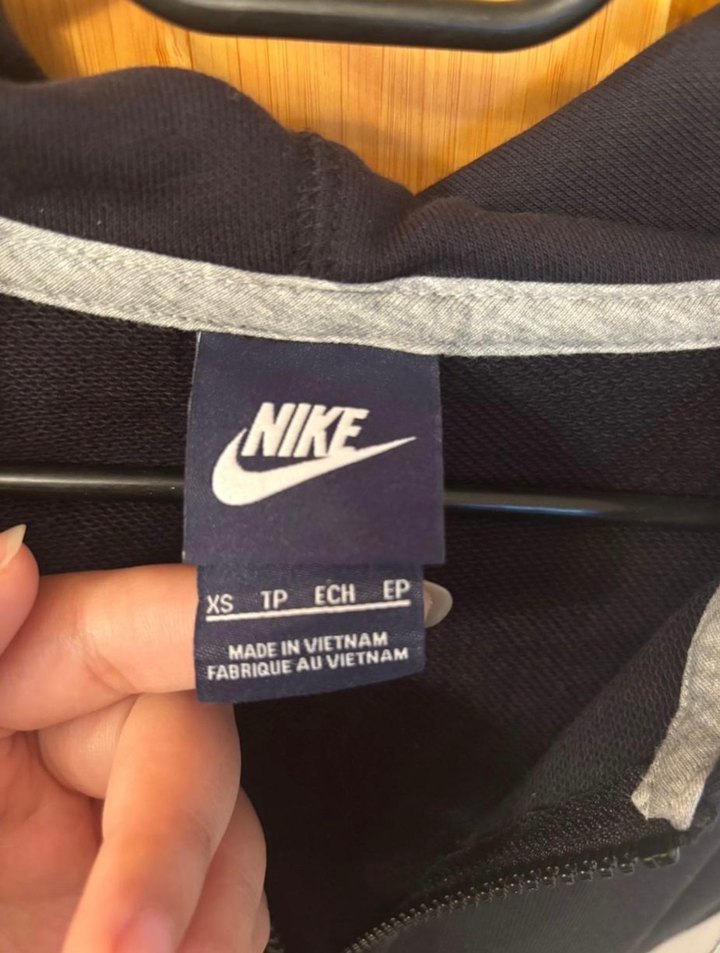 NIKE
XS TP ECH EP
MADE IN VIETNAM
FABRIQUE AU VIETNAM